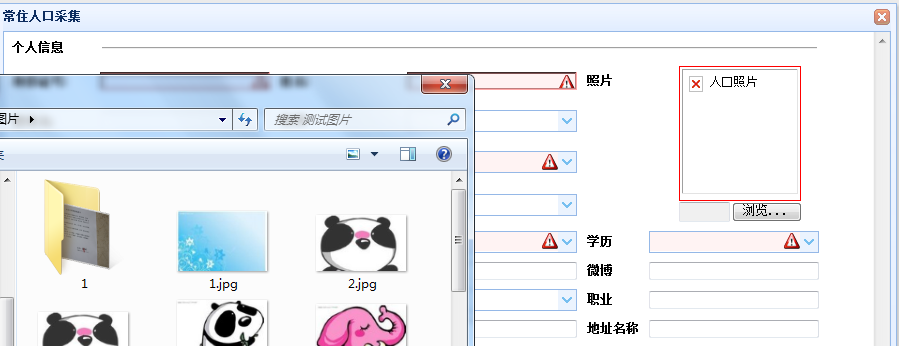 常住人口采集
个人信息
照片
人口照片
浏览...
学历
微博
职业
地址名称
图片
搜索 测试图片
1
1.jpg
2.jpg